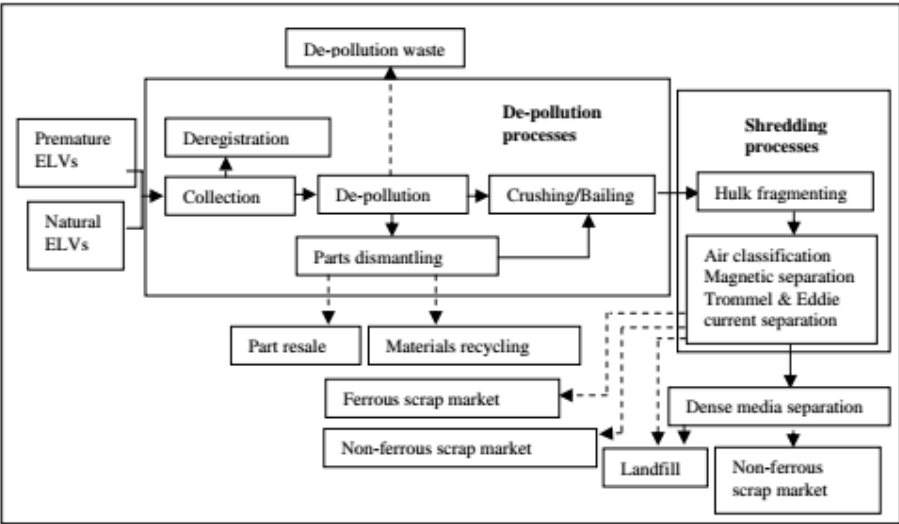 De-pollution waste
De-pollution
processes
Shredding
processes
Premature
ELVs
Natural
ELVs
Deregistration
Collection
De-pollution
Crushing/Bailing
Hulk fragmenting
Parts dismantling
Air classification
Magnetic separation
Trommel & Eddie
current separation
Part resale
Materials recycling
Ferrous scrap market
Dense media separation
Non-ferrous scrap market
Landfill
Non-ferrous
scrap market